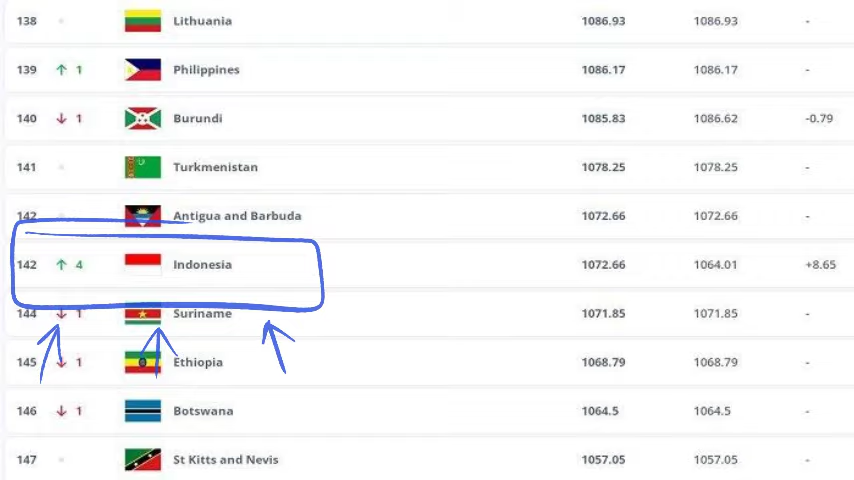 138 Lithuania 1086.93 1086.93 -
139 1 Philippines 1086.17 1086.17 -
140 1 Burundi 1085.83 1086.62 -0.79
141 Turkmenistan 1078.25 1078.25 -
142 Antigua and Barbuda 1072.66 1072.66 -
142 4 Indonesia 1072.66 1064.01 +8.65
144 1 Suriname 1071.85 1071.85 -
145 1 Ethiopia 1068.79 1068.79 -
146 1 Botswana 1064.5 1064.5 -
147 St Kitts and Nevis 1057.05 1057.05 -